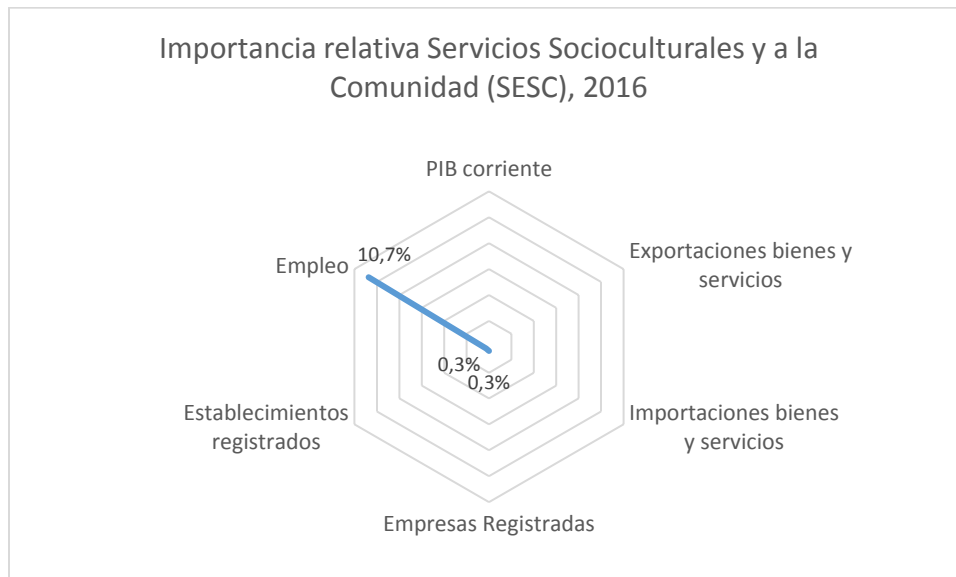 Importancia relativa Servicios Socioculturales y a la
Comunidad (SESC), 2016
PIB corriente
Exportaciones bienes y
servicios
Importaciones bienes
y servicios
Empresas Registradas
Establecimientos
registrados
Empleo
10,7%
0,3%
0,3%